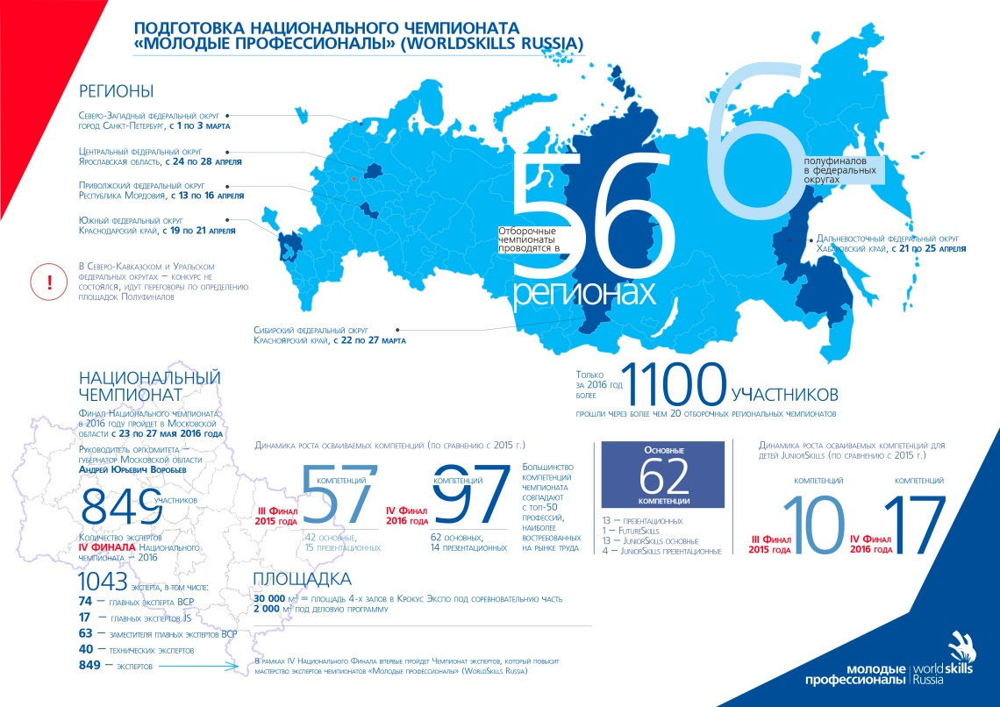 ПОДГОТОВКА НАЦИОНАЛЬНОГО ЧЕМПИОНАТА
«МОЛОДЫЕ ПРОФЕССИОНАЛЫ» (WORLDSKILLS RUSSIA)
РЕГИОНЫ
Северо-Западный федеральный округ
город Санкт-Петербург, с 1 по 3 марта
Центральный федеральный округ
Ярославская область, с 24 по 28 апреля
Приволжский федеральный округ
Республика Мордовия, с 13 по 16 апреля
Южный федеральный округ
Краснодарский край, с 19 по 21 апреля
!
В Северо-Кавказском и Уральском
федеральных округах – конкурс не
состоялся, идут переговоры по определению
площадок Полуфиналов
Сибирский федеральный округ
Красноярский край, с 22 по 27 марта
Отборочные
чемпионаты
проводятся в
56
регионах
6
полуфиналов
в федеральных
округах
Дальневосточный федеральный округ
Хабаровский край, с 21 по 25 апреля
Только
за 2016 год
более
1100 участников
прошли через более чем 20 отборочных региональных чемпионатов
НАЦИОНАЛЬНЫЙ
ЧЕМПИОНАТ
Финал Национального чемпионата
в 2016 году пройдет в Московской
области с 23 по 27 мая 2016 года
Руководитель оргкомитета –
губернатор Московской области
Андрей Юрьевич Воробьев
849 участников
Количество экспертов
IV ФИНАЛА Национального
чемпионата – 2016
1043 эксперта, в том числе:
74 – главных эксперта ВСР
17 – главных эксперта JS
63 – заместителя главных экспертов ВСР
40 – технических экспертов
849 – экспертов
Динамика роста осваиваемых компетенций (по сравнению с 2015 г.)
III Финал
2015 года
57
компетенций
42 основные,
15 презентационных
IV Финал
2016 года
97
компетенций
62 основных,
14 презентационных
Большинство
компетенций
чемпионата
совпадают
с топ-50
профессий,
наиболее
востребованных
на рынке труда
Основные
62
компетенции
13 – презентационных
1 – FutureSkills
13 – JuniorSkills основные
4 – JuniorSkills презентационные
Динамика роста осваиваемых компетенций для
детей JuniorSkills (по сравнению с 2015 г.)
компетенций
III Финал
2015 года
10
компетенций
IV Финал
2016 года
17
ПЛОЩАДКА
30 000 м² = площадь 4-х залов в Крокус Экспо под соревновательную часть
2 000 м² под деловую программу
В рамках IV Национального Финала впервые пройдет Чемпионат экспертов, который повысит
мастерство экспертов чемпионатов «Молодые профессионалы» (WorldSkills Russia)
молодые
профессионалы
worldskills
Russia